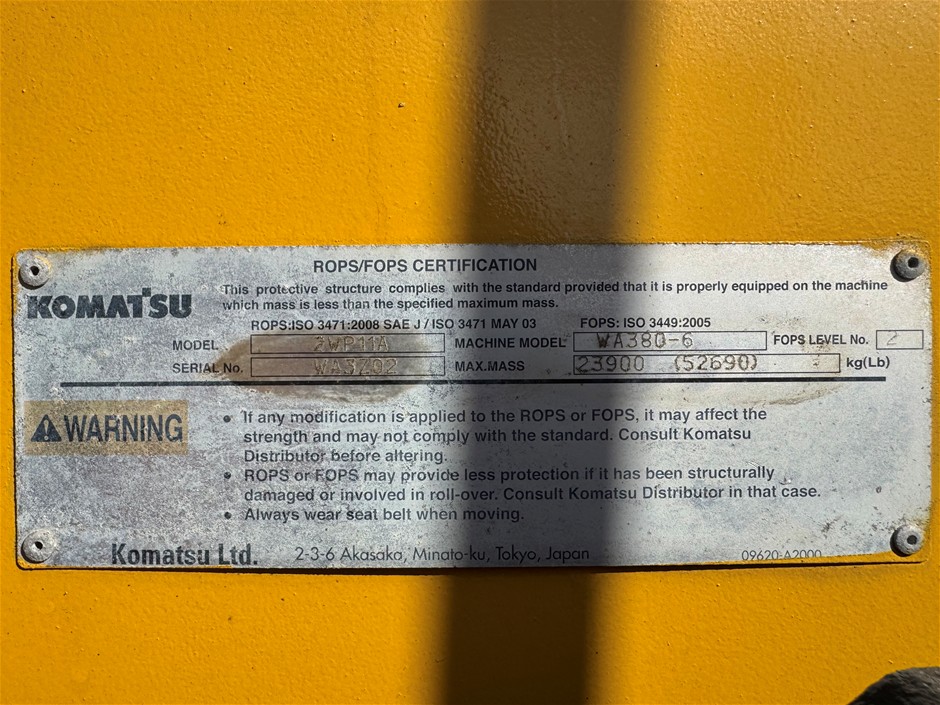 ROPS/FOPS CERTIFICATION
KOMATSU
This protective structure complies with the standard provided that it is properly equipped on the machine
which mass is less than the specified maximum mass.
ROPS:ISO 3471:2008 SAE J / ISO 3471 MAY 03 FOPS: ISO 3449:2005
MODEL MACHINE MODEL WA380-6 FOPS LEVEL No. 2
SERIAL No. WA3Z02 MAX.MASS 23900 (52690) kg(Lb)
WARNING
• If any modification is applied to the ROPS or FOPS, it may affect the
strength and may not comply with the standard. Consult Komatsu
Distributor before altering.
• ROPS or FOPS may provide less protection if it has been structurally
damaged or involved in roll-over. Consult Komatsu Distributor in that case.
• Always wear seat belt when moving.
Komatsu Ltd. 2-3-6 Akasaka, Minato-ku, Tokyo, Japan 09620-A2000